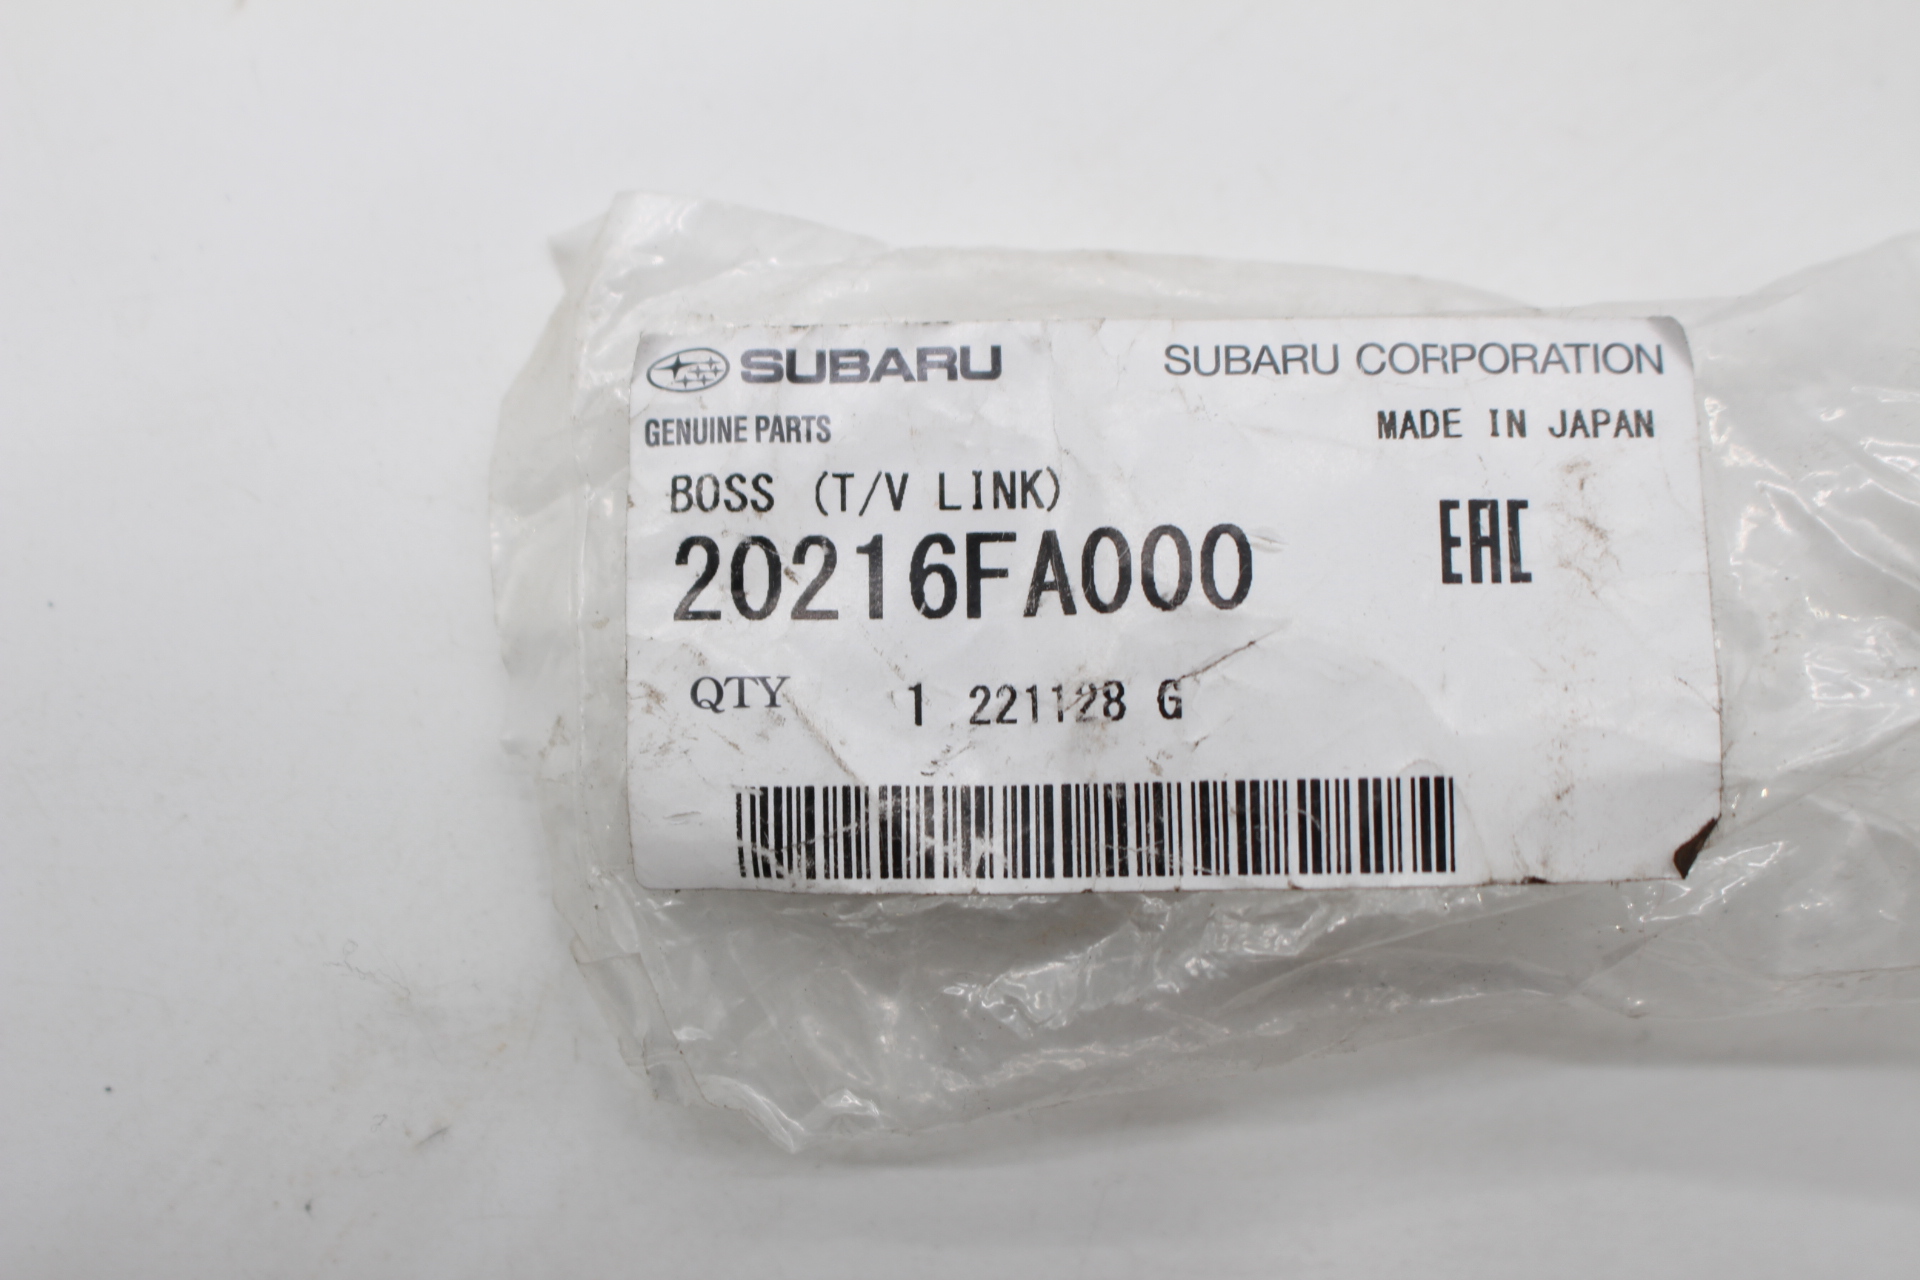 SUBARU SUBARU CORPORATION
GENUINE PARTS MADE IN JAPAN
BOSS (T/V LINK)
20216FA000 EAC
QTY 1 221128 G